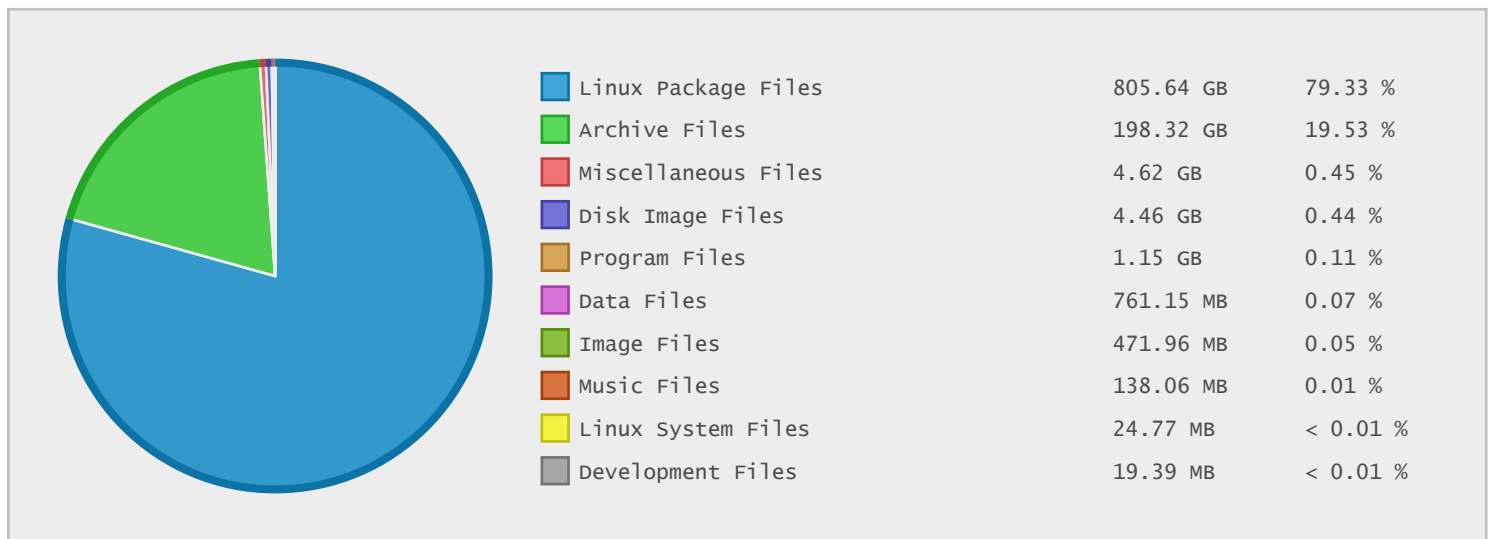 Linux Package Files 805.64 GB 79.33 %
Archive Files 198.32 GB 19.53 %
Miscellaneous Files 4.62 GB 0.45 %
Disk Image Files 4.46 GB 0.44 %
Program Files 1.15 GB 0.11 %
Data Files 761.15 MB 0.07 %
Image Files 471.96 MB 0.05 %
Music Files 138.06 MB 0.01 %
Linux System Files 24.77 MB < 0.01 %
Development Files 19.39 MB < 0.01 %